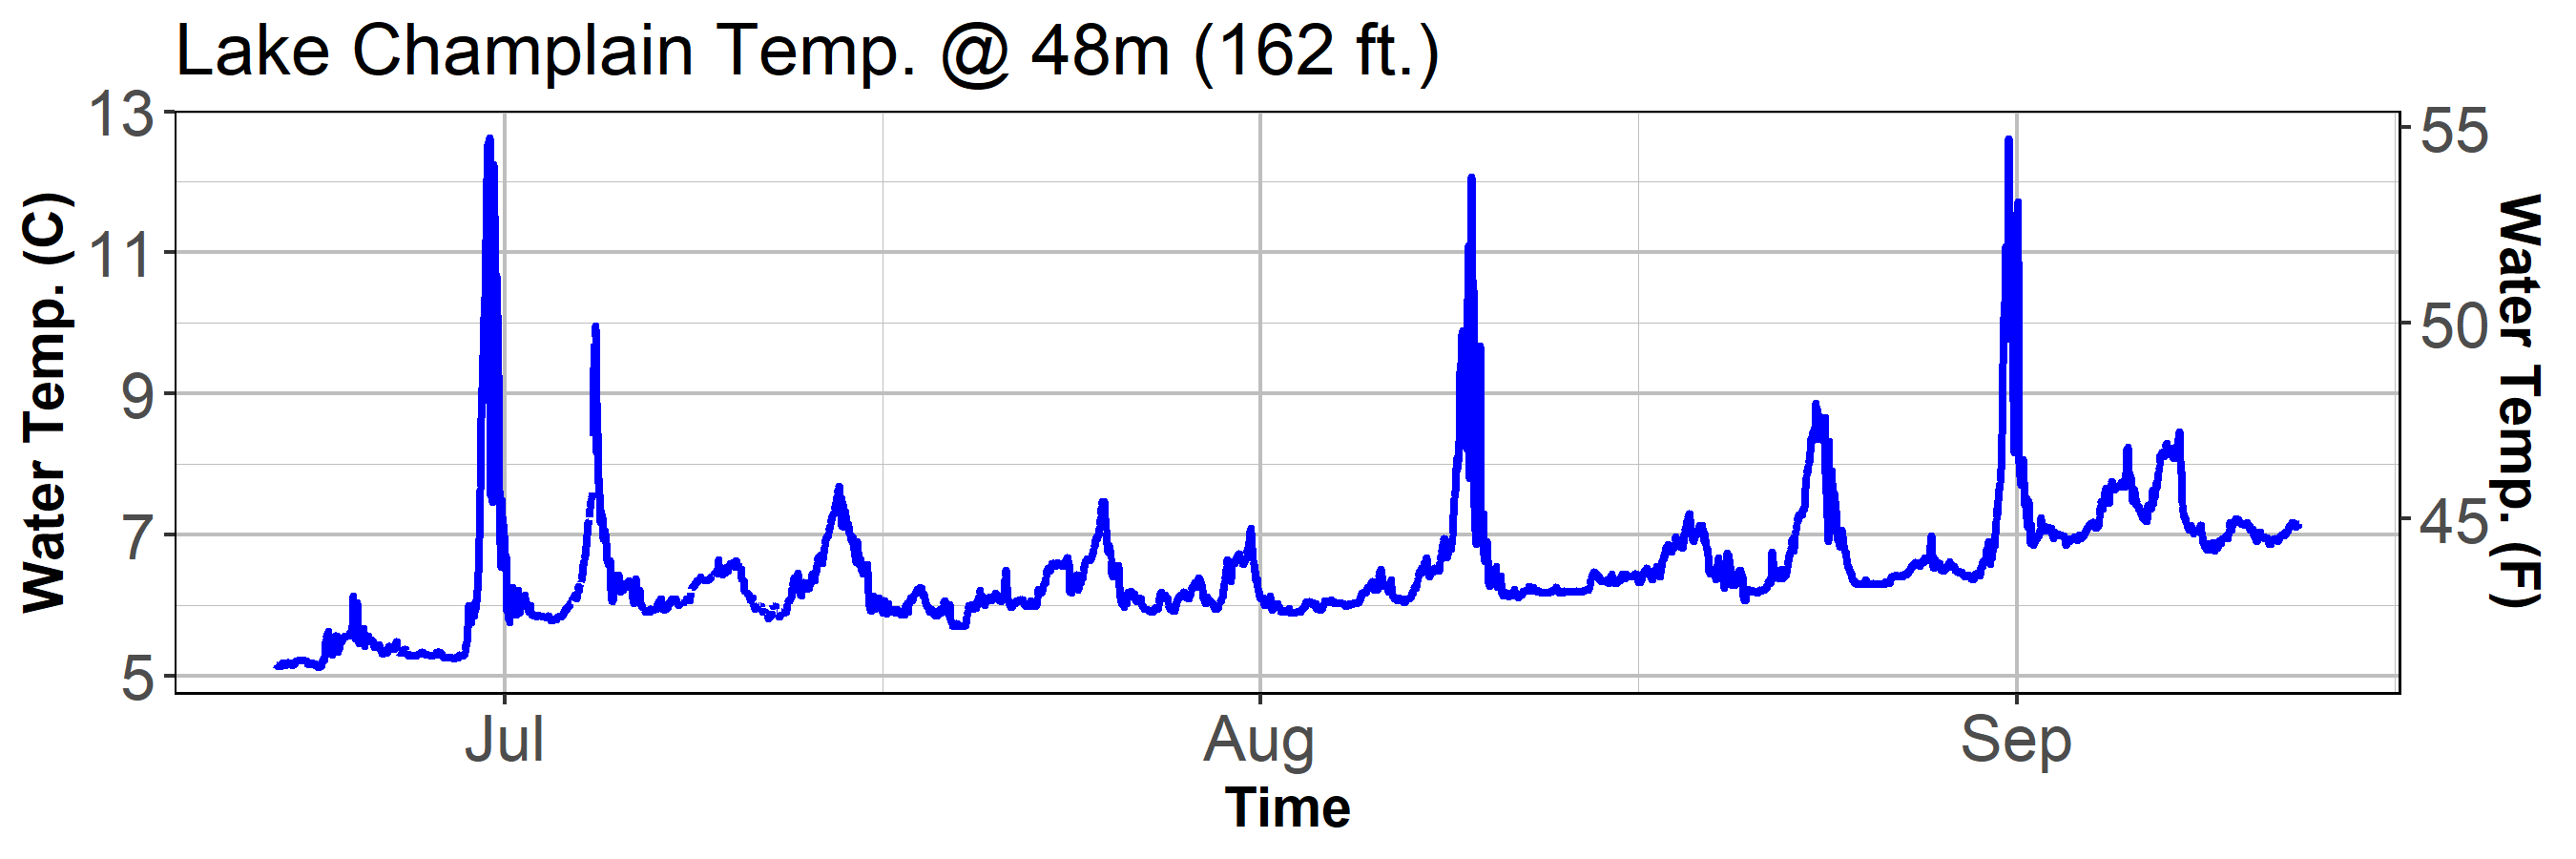 Lake Champlain Temp. @ 48m (162 ft.)
Water Temp. (C)
13
11
9
7
5
55
50
45
Water Temp. (F)
Jul
Aug
Sep
Time